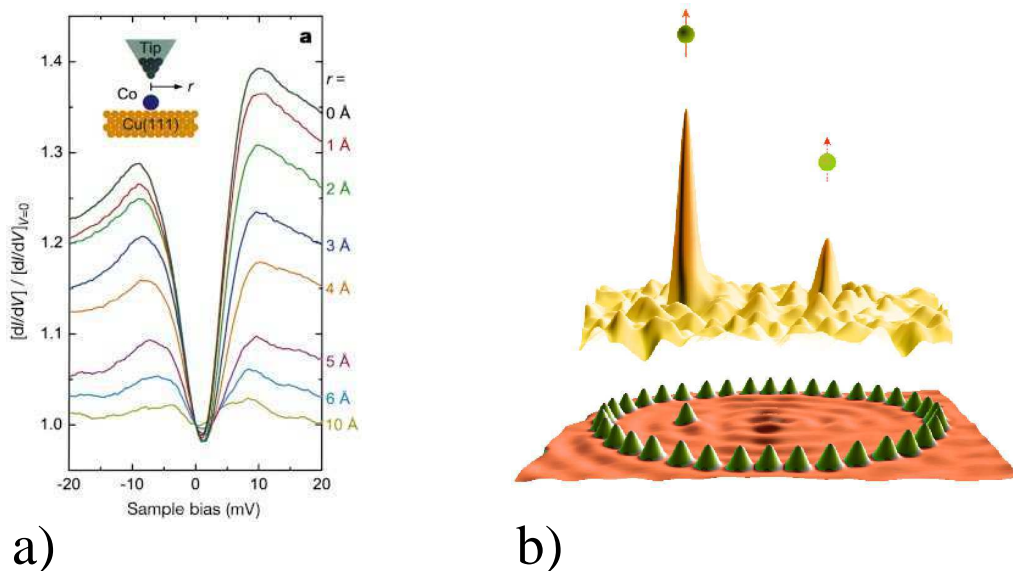 a
Tip
r
Co
Cu(111)
r =
0 Å
1 Å
2 Å
3 Å
4 Å
5 Å
6 Å
10 Å
1.4
1.3
1.2
1.1
1.0
[dI/dV] / [dI/dV]V=0
-20
-10
0
10
20
Sample bias (mV)
a)
b)